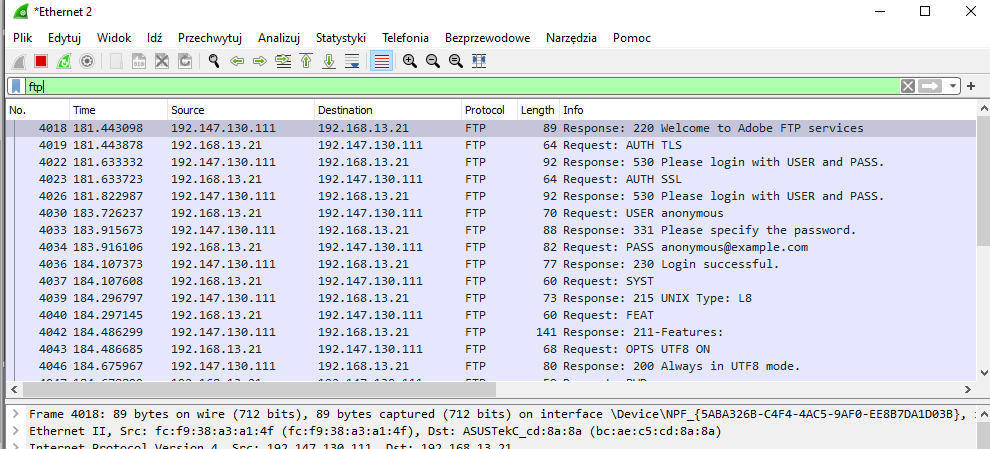 *Ethernet 2
Plik Edytuj Widok Idź Przechwytuj Analizuj Statystyki Telefonia Bezprzewodowe Narzędzia Pomoc
ftp
No. Time Source Destination Protocol Length Info
4018 181.443098 192.147.130.111 192.168.13.21 FTP 89 Response: 220 Welcome to Adobe FTP services
4019 181.443878 192.168.13.21 192.147.130.111 FTP 64 Request: AUTH TLS
4022 181.633332 192.147.130.111 192.168.13.21 FTP 92 Response: 530 Please login with USER and PASS.
4023 181.633723 192.168.13.21 192.147.130.111 FTP 64 Request: AUTH SSL
4026 181.822987 192.147.130.111 192.168.13.21 FTP 92 Response: 530 Please login with USER and PASS.
4030 183.726237 192.168.13.21 192.147.130.111 FTP 70 Request: USER anonymous
4033 183.915673 192.147.130.111 192.168.13.21 FTP 88 Response: 331 Please specify the password.
4034 183.916106 192.168.13.21 192.147.130.111 FTP 82 Request: PASS anonymous@example.com
4036 184.107373 192.147.130.111 192.168.13.21 FTP 77 Response: 230 Login successful.
4037 184.107608 192.168.13.21 192.147.130.111 FTP 60 Request: SYST
4039 184.296797 192.147.130.111 192.168.13.21 FTP 73 Response: 215 UNIX Type: L8
4040 184.297145 192.168.13.21 192.147.130.111 FTP 60 Request: FEAT
4042 184.486299 192.147.130.111 192.168.13.21 FTP 141 Response: 211-Features:
4043 184.486685 192.168.13.21 192.147.130.111 FTP 68 Request: OPTS UTF8 ON
4046 184.675967 192.147.130.111 192.168.13.21 FTP 80 Response: 200 Always in UTF8 mode.
Frame 4018: 89 bytes on wire (712 bits), 89 bytes captured (712 bits) on interface \Device\NPF_{5ABA326B-C4F4-4AC5-9AF0-EE8B7DA1D03B},
Ethernet II, Src: fc:f9:38:a3:a1:4f (fc:f9:38:a3:a1:4f), Dst: ASUSTekC_cd:8a:8a (bc:ae:c5:cd:8a:8a)
Internet Protocol Version 4, Src: 192.147.130.111, Dst: 192.168.13.21